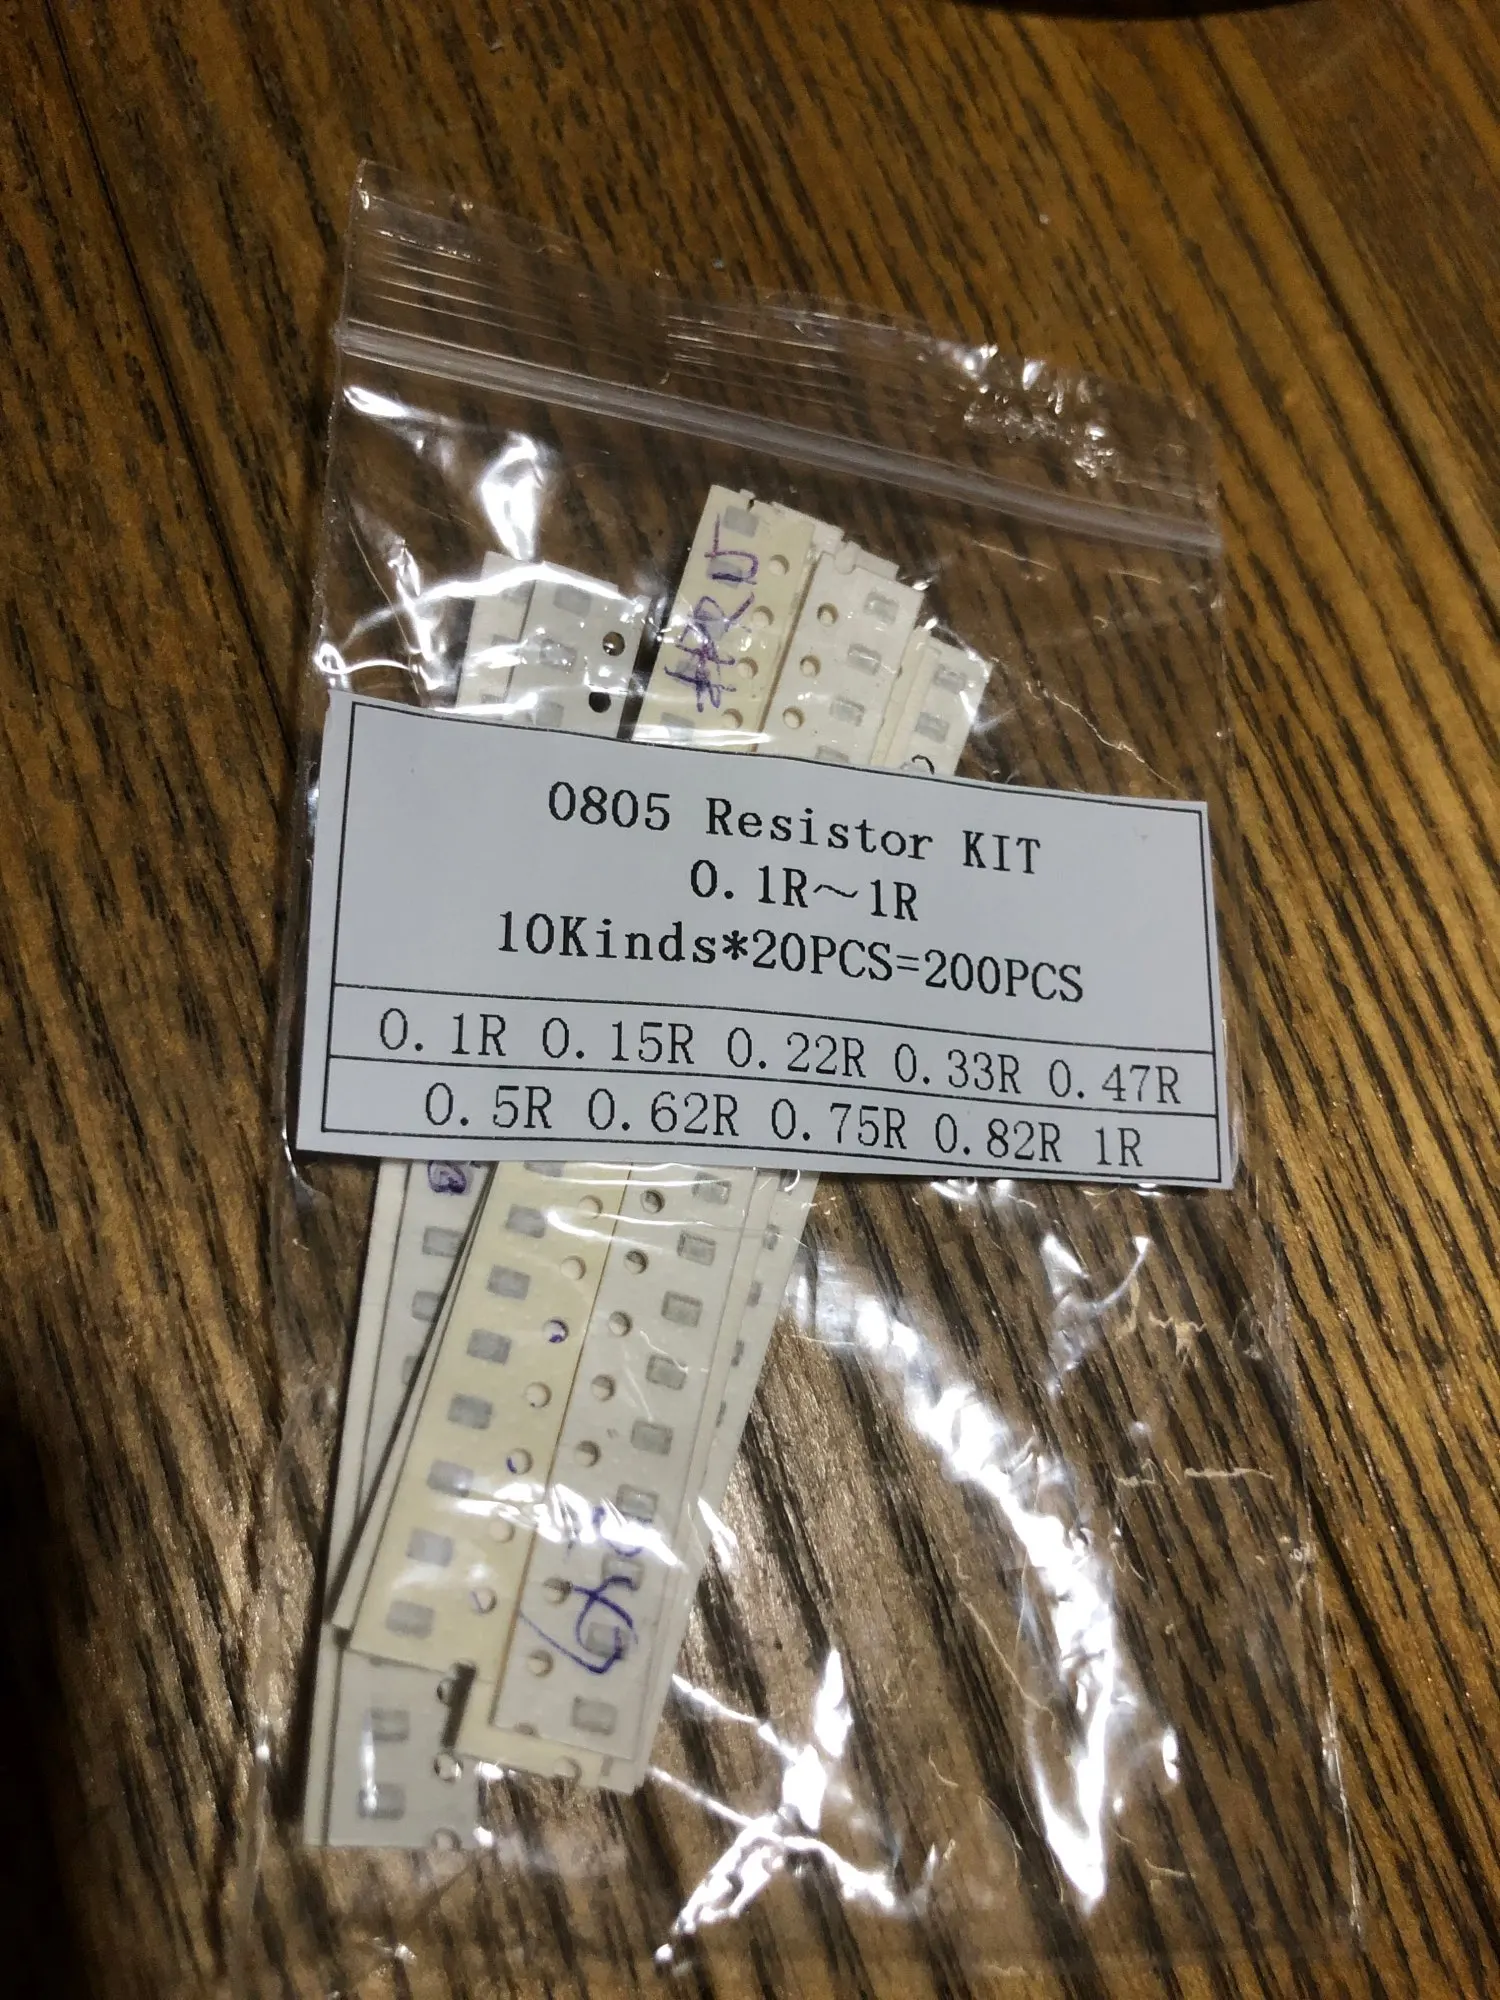 0805 Resistor KIT
0.1R～1R
10Kinds*20PCS=200PCS
0.1R 0.15R 0.22R 0.33R 0.47R
0.5R 0.62R 0.75R 0.82R 1R